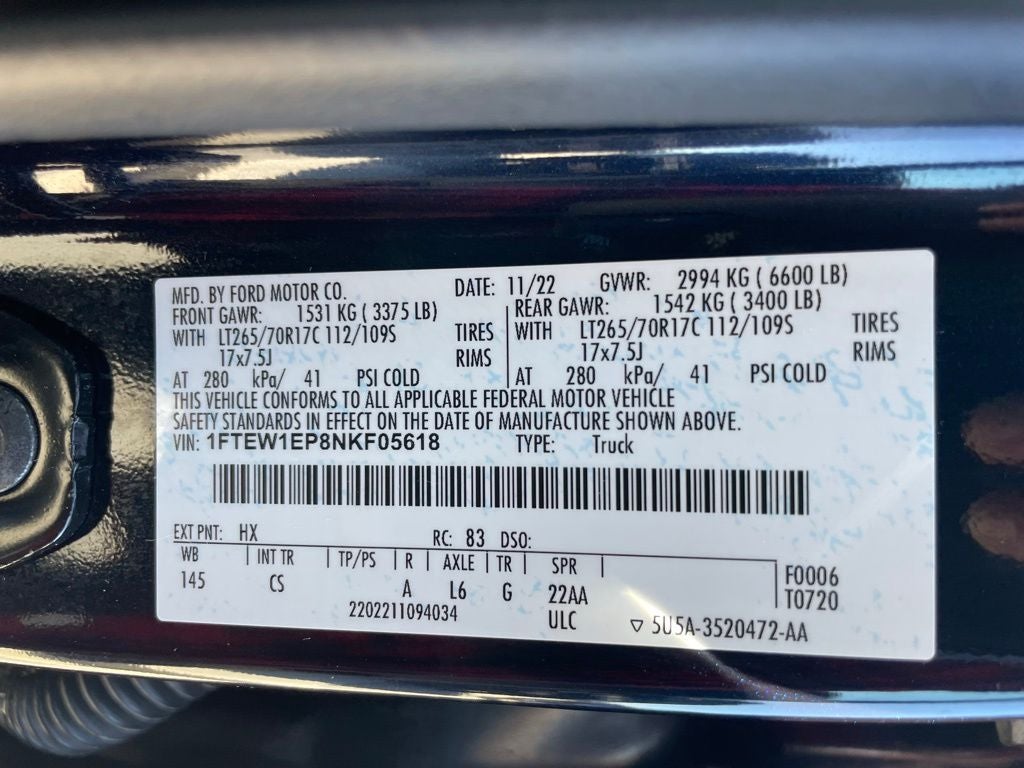 MFD. BY FORD MOTOR CO. DATE: 11/22 GVWR: 2994 KG ( 6600 LB)
FRONT GAWR: 1531 KG ( 3375 LB) REAR GAWR: 1542 KG ( 3400 LB)
WITH LT265/70R17C 112/109S TIRES WITH LT265/70R17C 112/109S TIRES
17x7.5J RIMS 17x7.5J RIMS
AT 280 kPa/ 41 PSI COLD AT 280 kPa/ 41 PSI COLD
THIS VEHICLE CONFORMS TO ALL APPLICABLE FEDERAL MOTOR VEHICLE
SAFETY STANDARDS IN EFFECT ON THE DATE OF MANUFACTURE SHOWN ABOVE.
VIN: 1FTEW1EP8NKF05618 TYPE: Truck
EXT PNT: HX RC: 83 DSO:
WB INT TR TP/PS R AXLE TR SPR
145 CS A L6 G 22AA F0006
2202211094034 ULC T0720
▽ 5U5A-3520472-AA